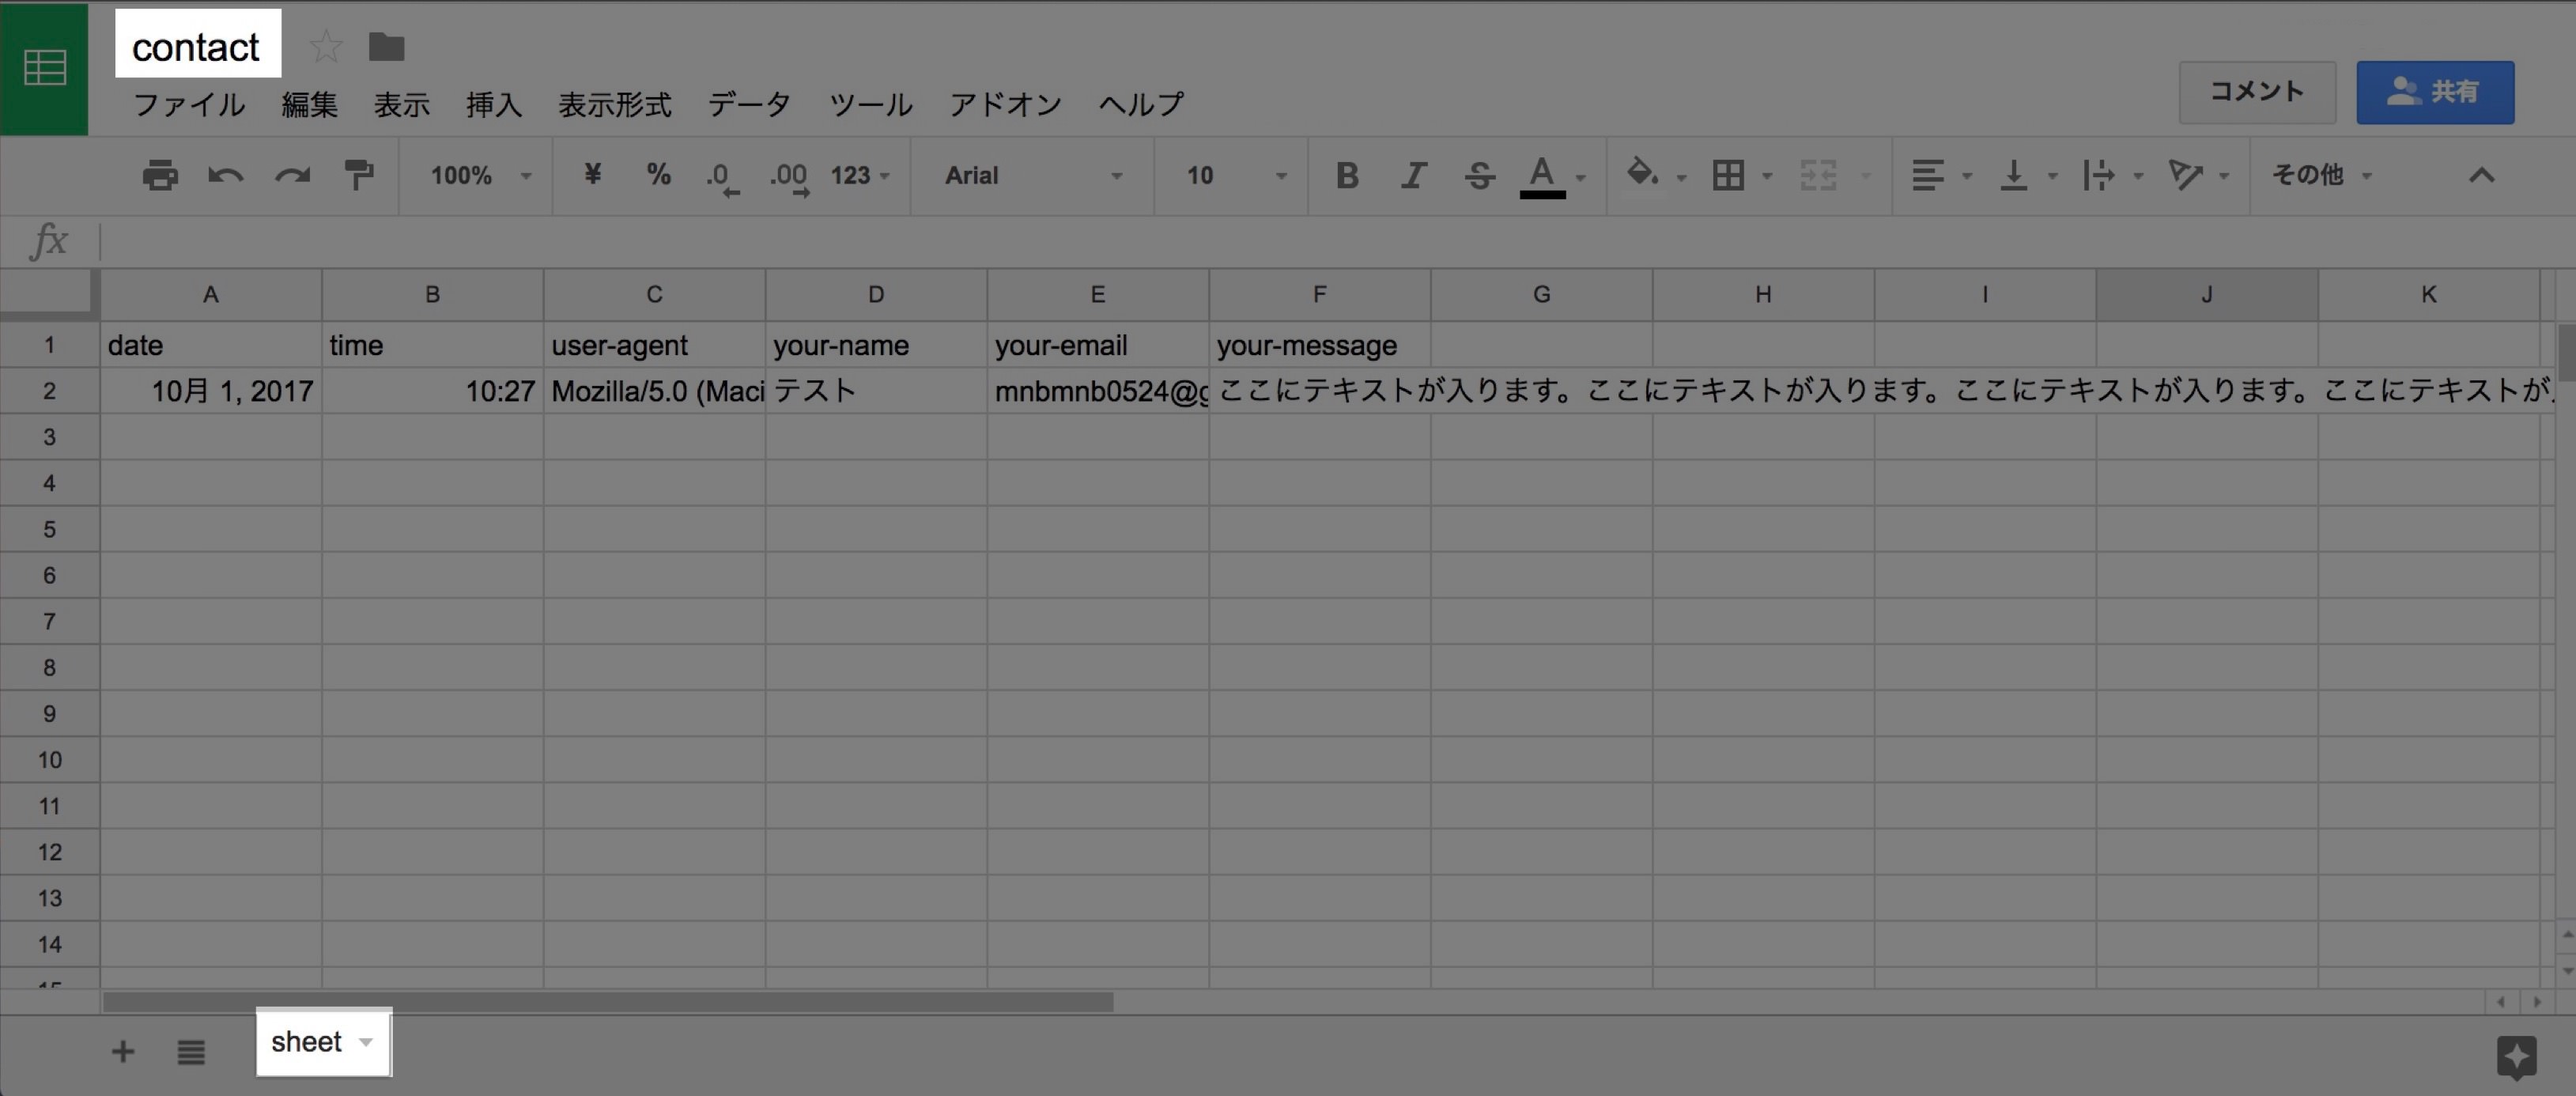 contact
ファイル 編集 表示 挿入 表示形式 データ ツール アドオン ヘルプ
コメント 共有
100% ¥ % .0 .00 123 Arial 10 B I S A その他
fx
A B C D E F G H I J K
1 date time user-agent your-name your-email your-message
2 10月 1, 2017 10:27 Mozilla/5.0 (Maci テスト mnbmnb0524@g ここにテキストが入ります。ここにテキストが入ります。ここにテキストが入ります。ここにテキストが
3
4
5
6
7
8
9
10
11
12
13
14
sheet